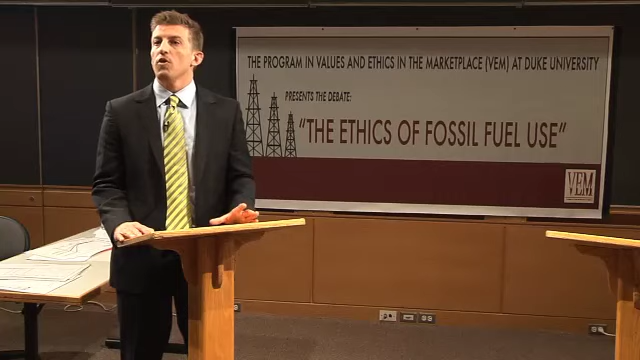 THE PROGRAM IN VALUES AND ETHICS IN THE MARKETPLACE (VEM) AT DUKE UNIVERSITY
PRESENTS THE DEBATE:
"THE ETHICS OF FOSSIL FUEL USE"
VEM